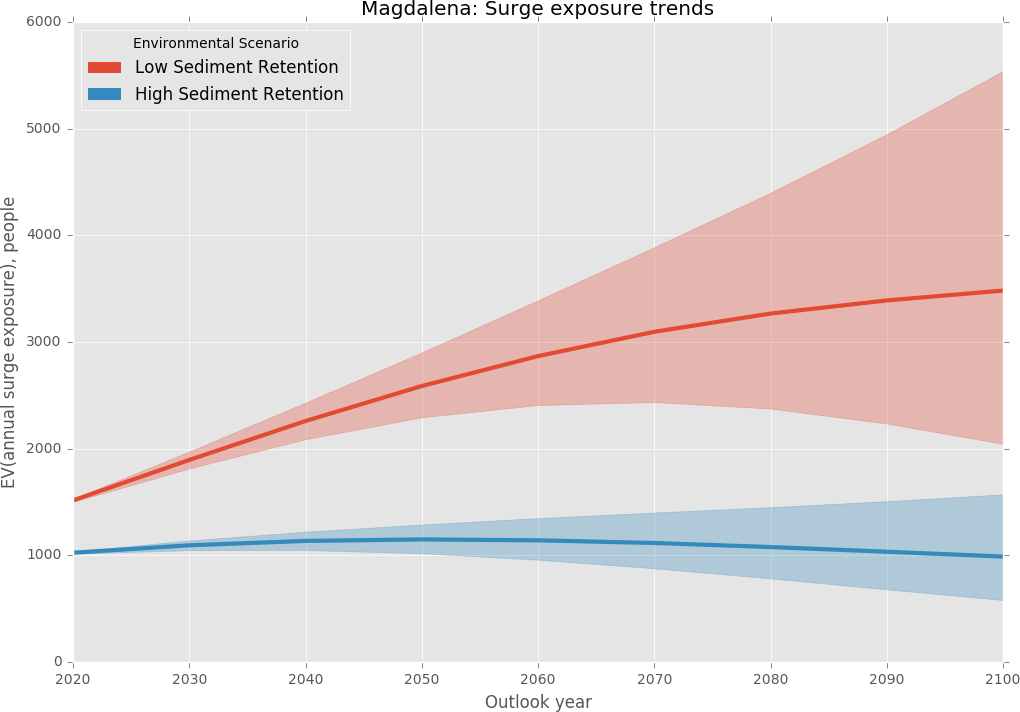 Magdalena: Surge exposure trends
6000
5000
4000
3000
2000
1000
0
EV(annual surge exposure), people
Environmental Scenario
Low Sediment Retention
High Sediment Retention
2020 2030 2040 2050 2060 2070 2080 2090 2100
Outlook year